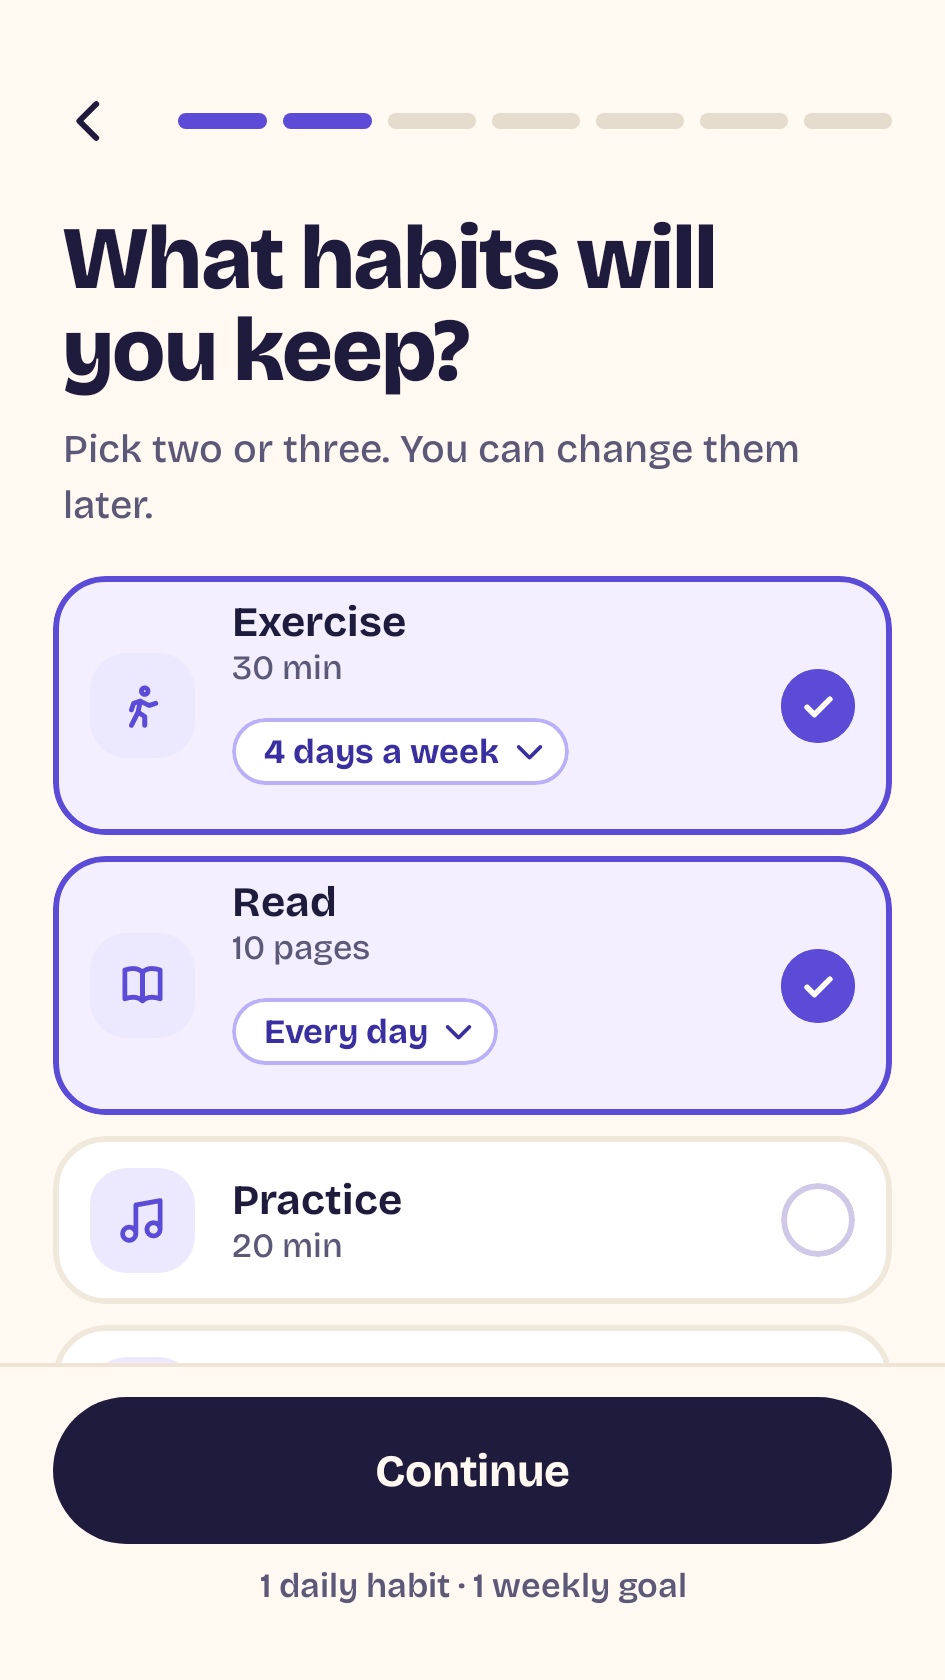 What habits will
you keep?
Pick two or three. You can change them
later.
Exercise
30 min
4 days a week
Read
10 pages
Every day
Practice
20 min
Continue
1 daily habit · 1 weekly goal